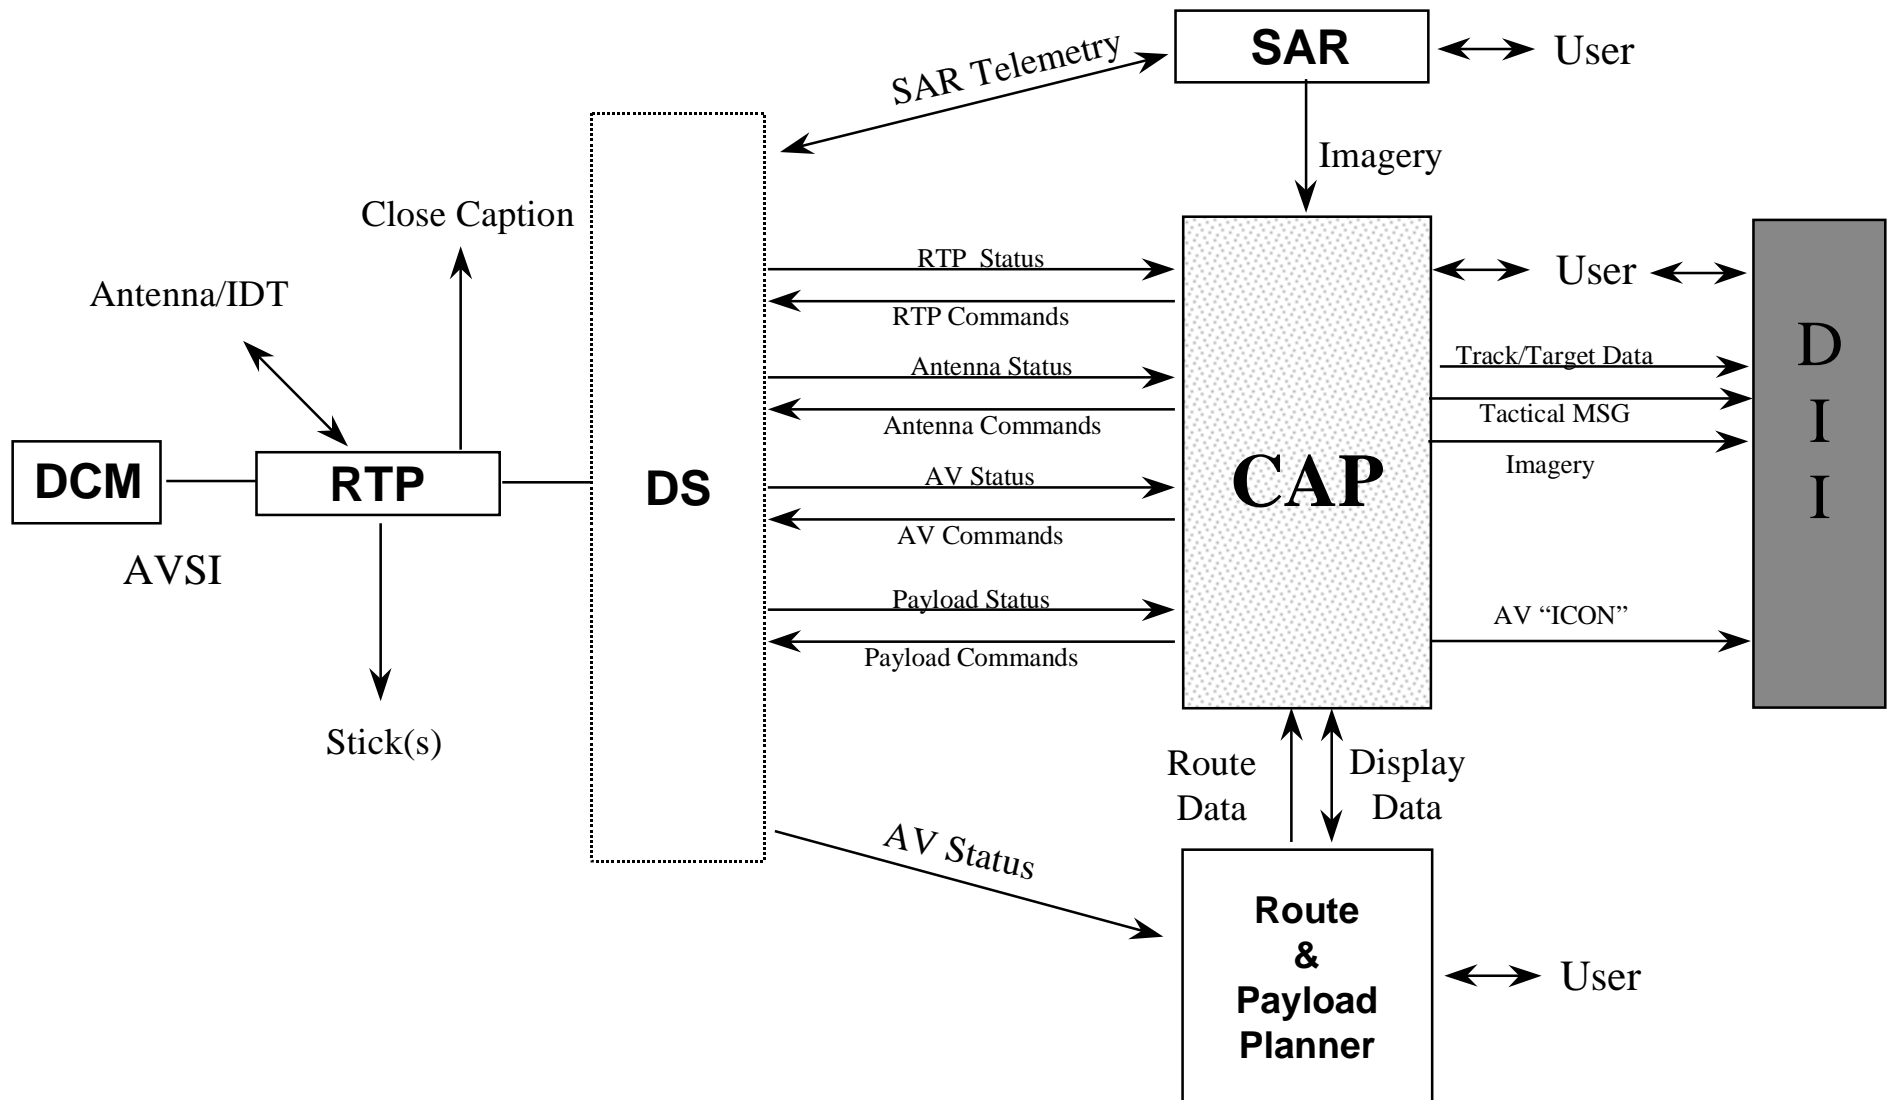 SAR
User
SAR Telemetry
Imagery
Close Caption
Antenna/IDT
RTP  Status
RTP Commands
Antenna Status
Antenna Commands
AV Status
AV Commands
Payload Status
Payload Commands
User
Track/Target Data
Tactical MSG
Imagery
AV “ICON”
D
I
I
DCM
RTP
DS
CAP
AVSI
Stick(s)
Route
Data
Display
Data
AV Status
Route
&
Payload
Planner
User